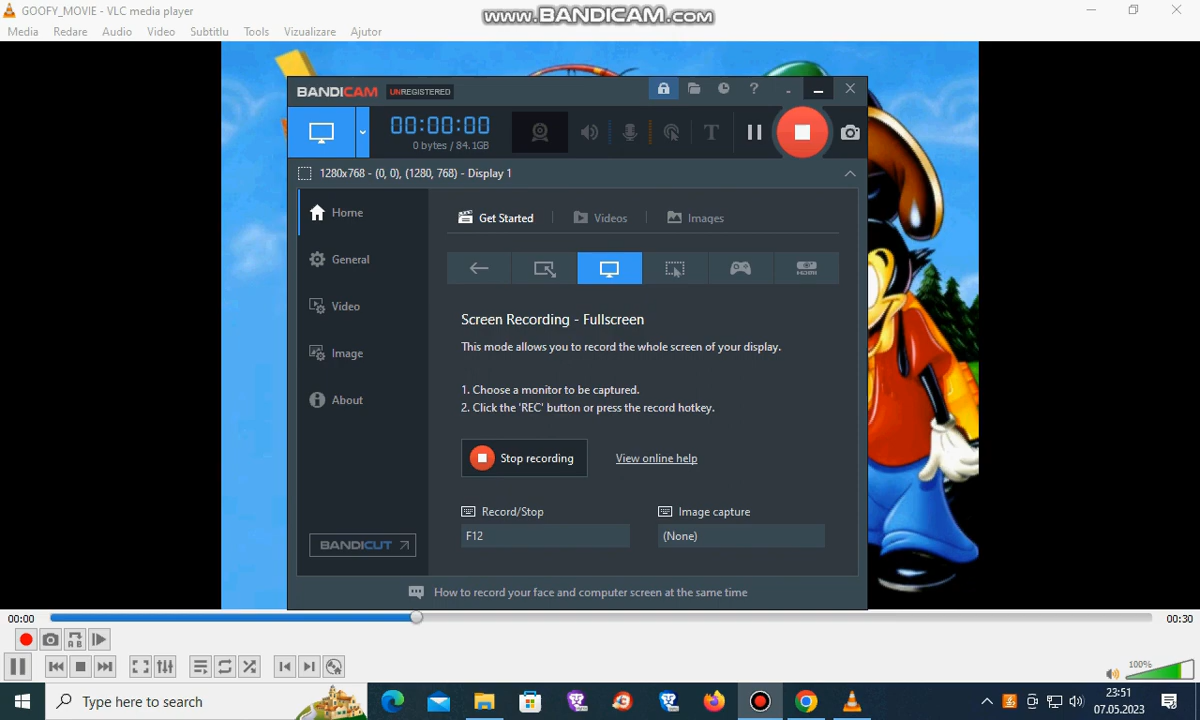 GOOFY_MOVIE - VLC media player
www.BANDICAM.com
Media Redare Audio Video Subtitlu Tools Vizualizare Ajutor
BANDICAM UNREGISTERED
00:00:00
0 bytes / 84.1GB
1280x768 - (0, 0), (1280, 768) - Display 1
Home
General
Video
Image
About
BANDICUT
Get Started Videos Images
HDMI
Screen Recording - Fullscreen
This mode allows you to record the whole screen of your display.
1. Choose a monitor to be captured.
2. Click the 'REC' button or press the record hotkey.
Stop recording View online help
Record/Stop Image capture
F12 (None)
How to record your face and computer screen at the same time
00:00 00:30
100%
Type here to search
23:51
07.05.2023